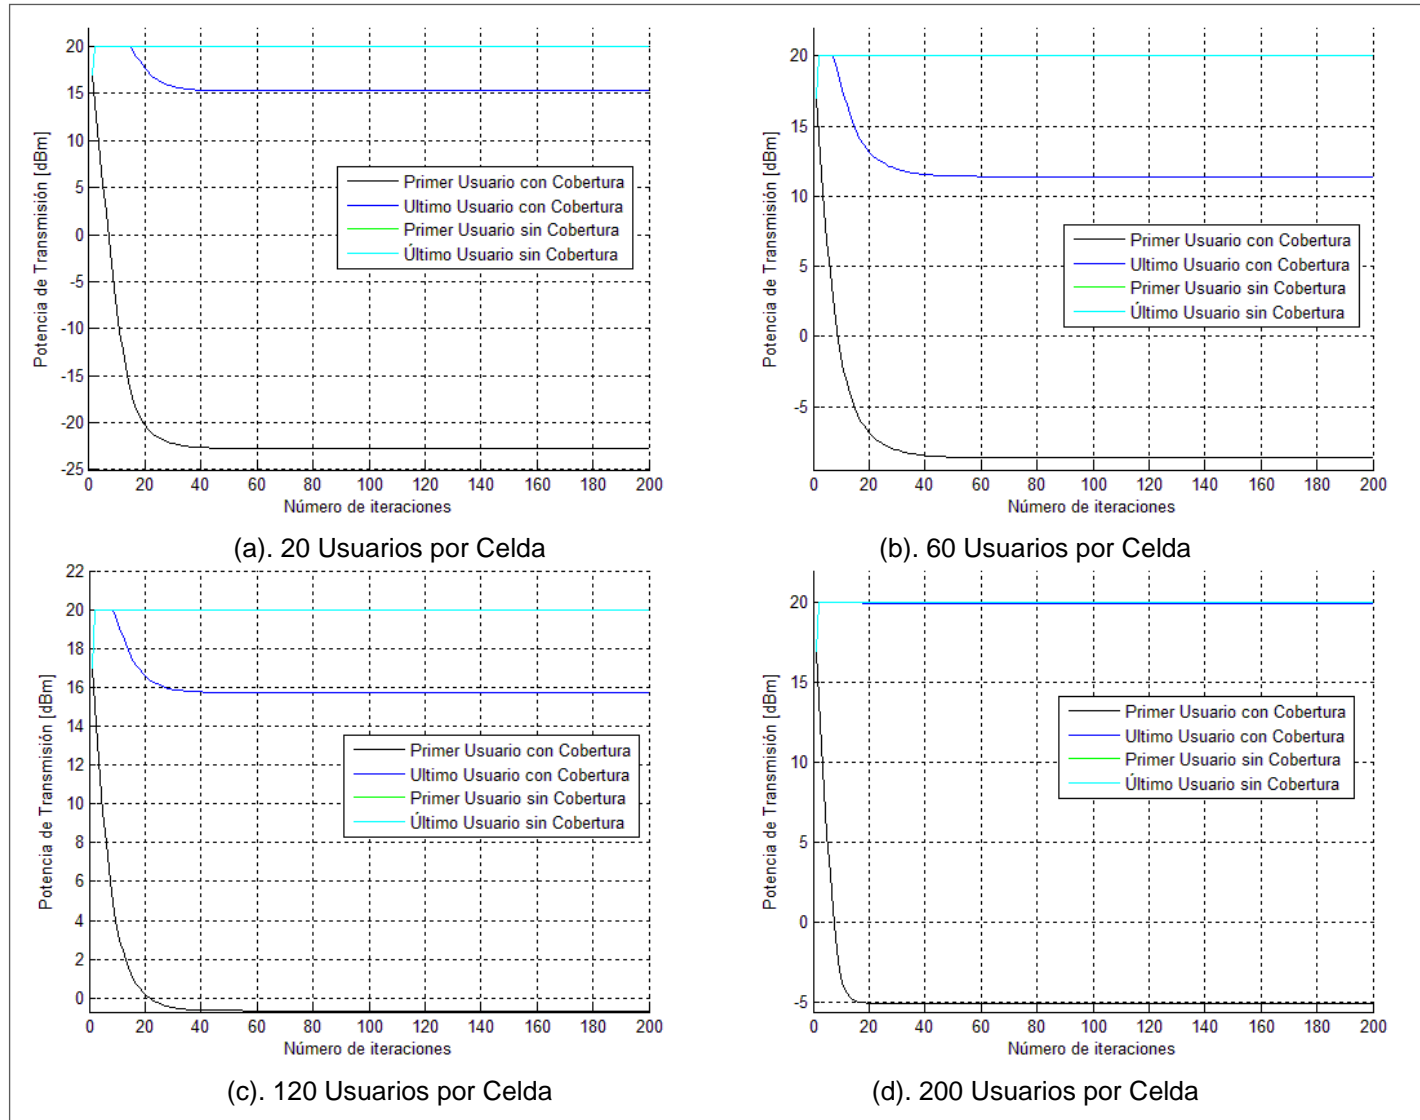 20
15
10
5
0
-5
-10
-15
-20
-25
Potencia de Transmisión [dBm]
Primer Usuario con Cobertura
Ultimo Usuario con Cobertura
Primer Usuario sin Cobertura
Último Usuario sin Cobertura
0 20 40 60 80 100 120 140 160 180 200
Número de iteraciones
(a). 20 Usuarios por Celda
20
15
10
5
0
-5
Potencia de Transmisión [dBm]
Primer Usuario con Cobertura
Ultimo Usuario con Cobertura
Primer Usuario sin Cobertura
Último Usuario sin Cobertura
0 20 40 60 80 100 120 140 160 180 200
Número de iteraciones
(b). 60 Usuarios por Celda
22
20
18
16
14
12
10
8
6
4
2
0
Potencia de Transmisión [dBm]
Primer Usuario con Cobertura
Ultimo Usuario con Cobertura
Primer Usuario sin Cobertura
Último Usuario sin Cobertura
0 20 40 60 80 100 120 140 160 180 200
Número de iteraciones
(c). 120 Usuarios por Celda
20
15
10
5
0
-5
Potencia de Transmisión [dBm]
Primer Usuario con Cobertura
Ultimo Usuario con Cobertura
Primer Usuario sin Cobertura
Último Usuario sin Cobertura
0 20 40 60 80 100 120 140 160 180 200
Número de iteraciones
(d). 200 Usuarios por Celda